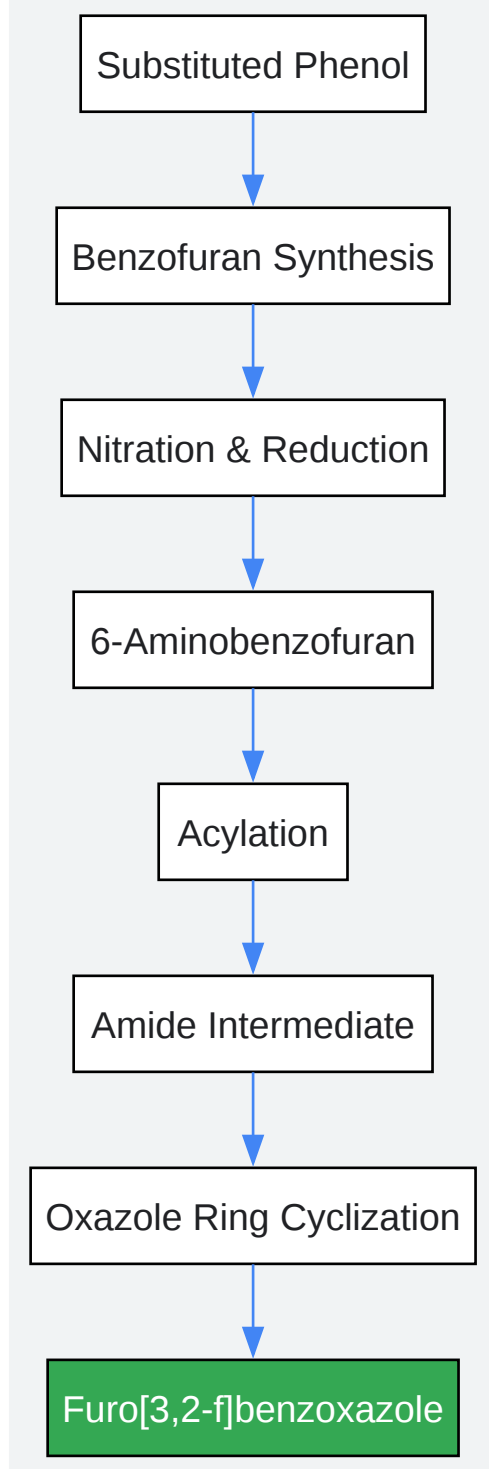 Substituted Phenol
Benzofuran Synthesis
Nitration & Reduction
6-Aminobenzofuran
Acylation
Amide Intermediate
Oxazole Ring Cyclization
Furo[3,2-f]benzoxazole